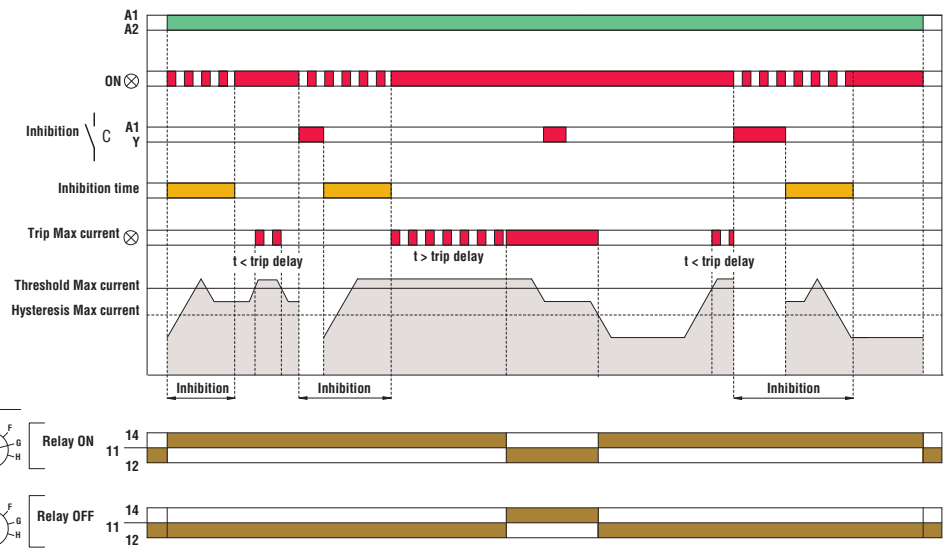 A1
A2
ON
Inhibition C A1
Y
Inhibition time
Trip Max current
t < trip delay t > trip delay t < trip delay
Threshold Max current
Hysteresis Max current
Inhibition Inhibition Inhibition
F
G
H
Relay ON 14
11
12
F
G
H
Relay OFF 14
11
12